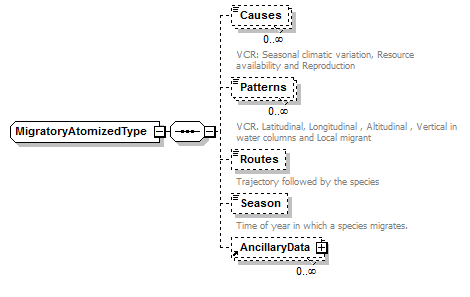 Causes
0..∞
VCR: Seasonal climatic variation, Resource
availability and Reproduction
Patterns
0..∞
VCR. Latitudinal, Longitudinal , Altitudinal , Vertical in
water columns and Local migrant
MigratoryAtomizedType
Routes
Trajectory followed by the species
Season
Time of year in which a species migrates.
AncillaryData
0..∞